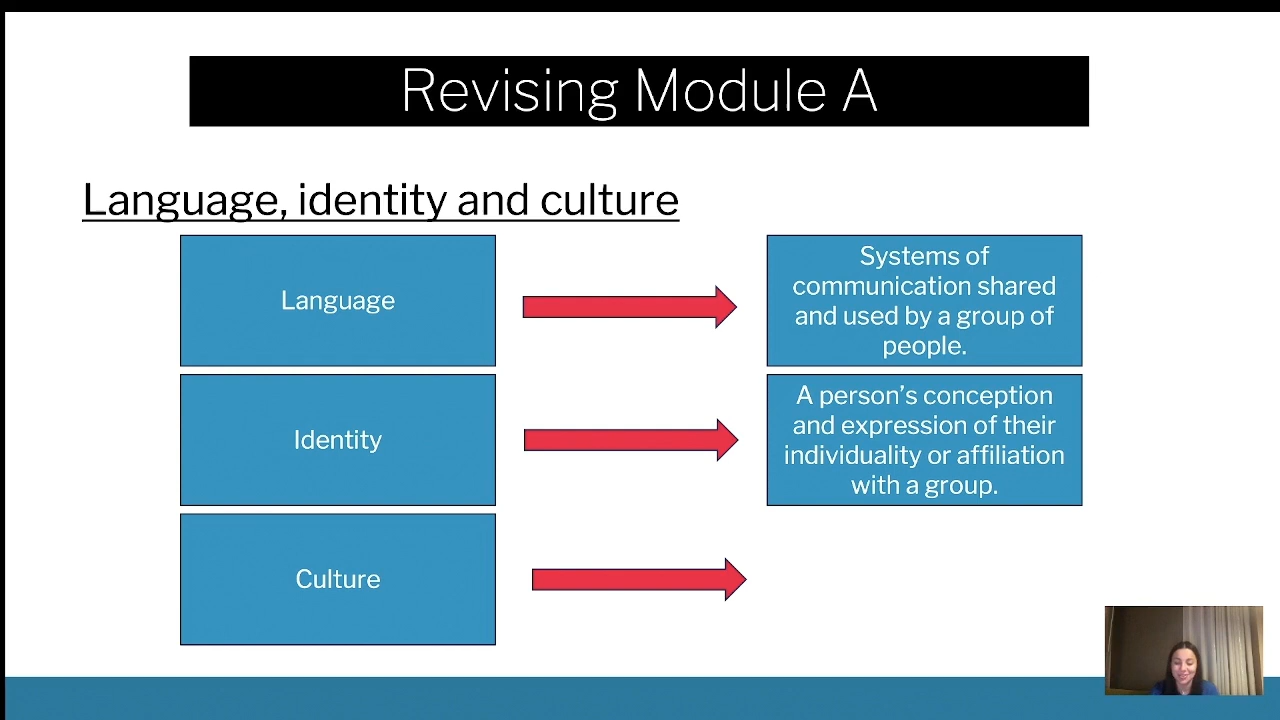 Revising Module A
Language, identity and culture
Language
Systems of
communication shared
and used by a group of
people.
Identity
A person’s conception
and expression of their
individuality or affiliation
with a group.
Culture